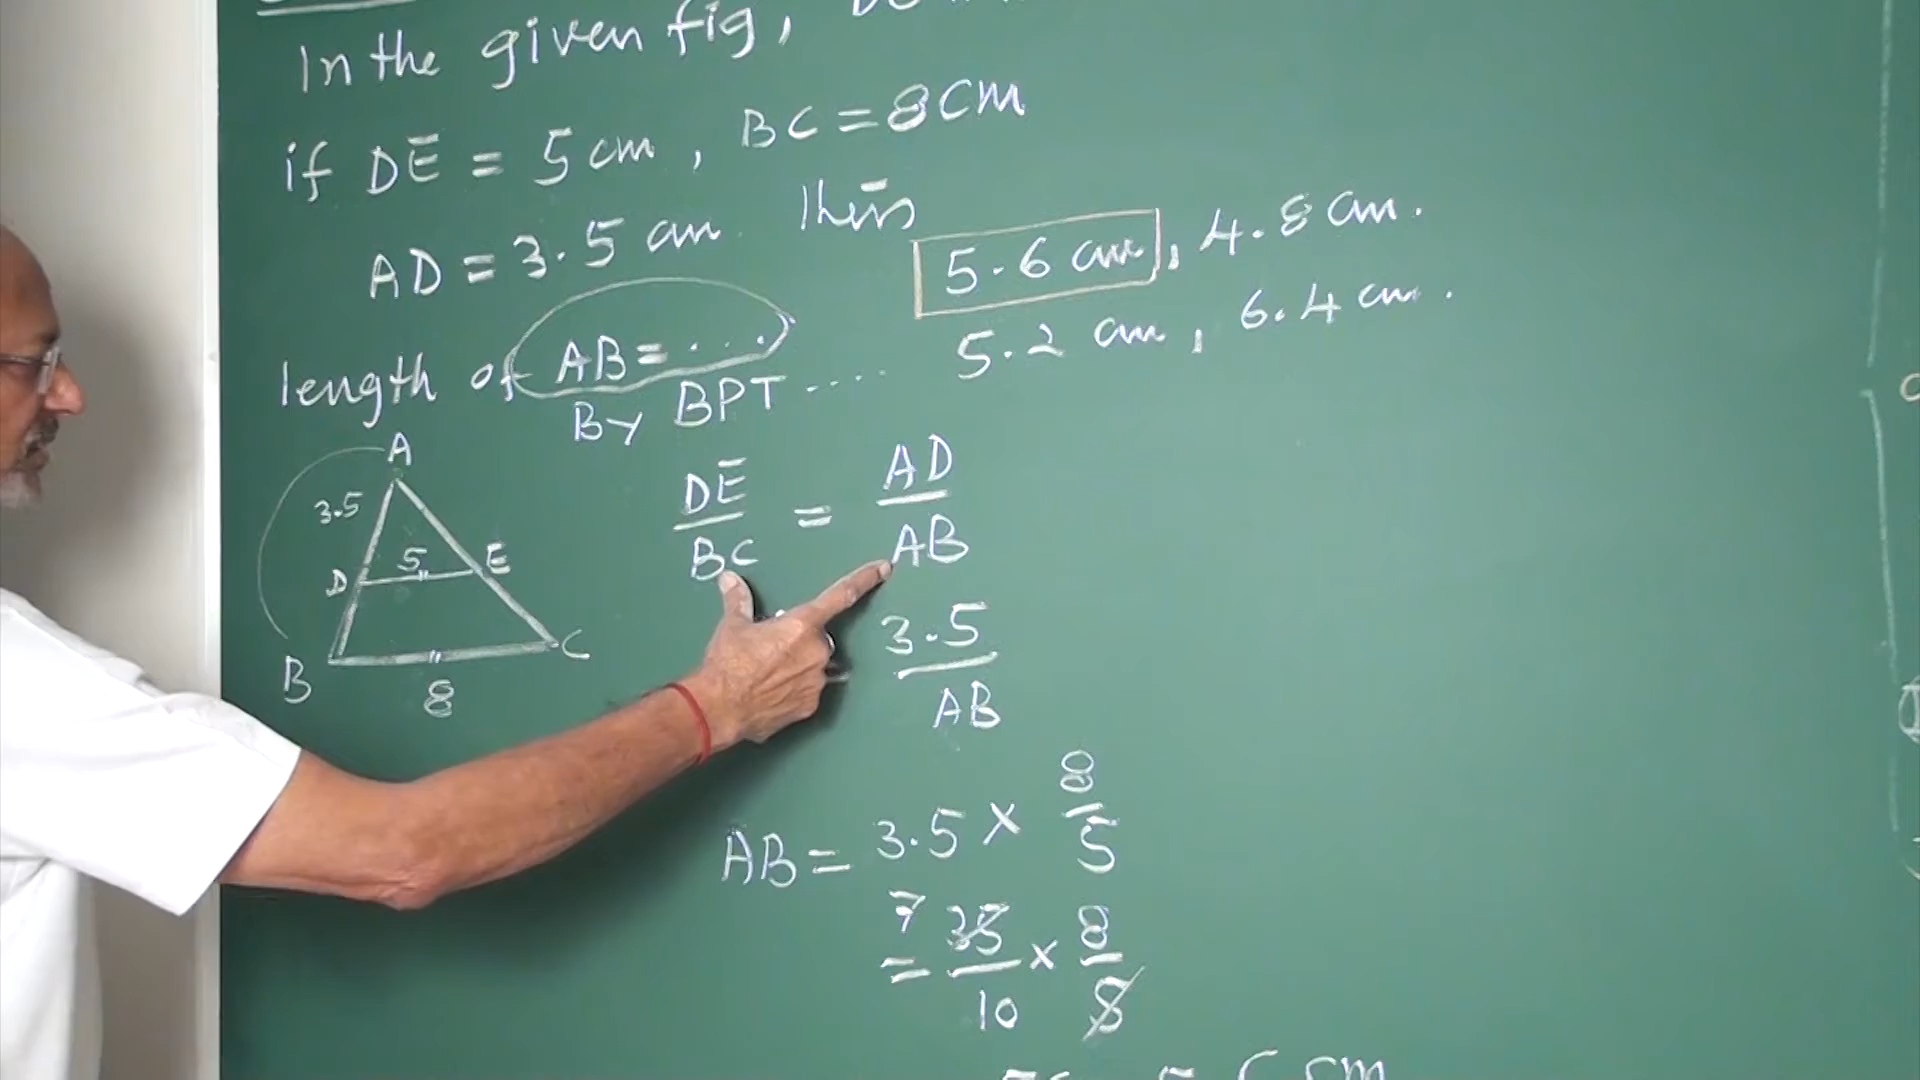 In the given fig,
if DE = 5 cm, BC = 8 CM
AD = 3.5 cm Then
length of AB = ....
5.6 cm, 4.8 cm.
5.2 cm, 6.4 cm.
By BPT ....
A
3.5
D 5 E
B C
8
DE/BC = AD/AB
= 3.5/AB
AB = 3.5 × 8/5
7
= 35/10 × 8/5